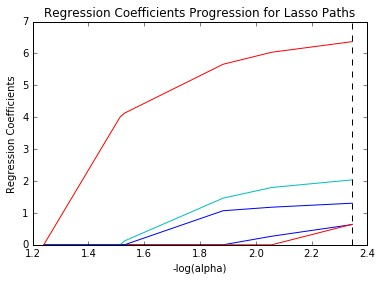 Regression Coefficients Progression for Lasso Paths
7
6
5
4
3
2
1
0
Regression Coefficients
1.2 1.4 1.6 1.8 2.0 2.2 2.4
-log(alpha)